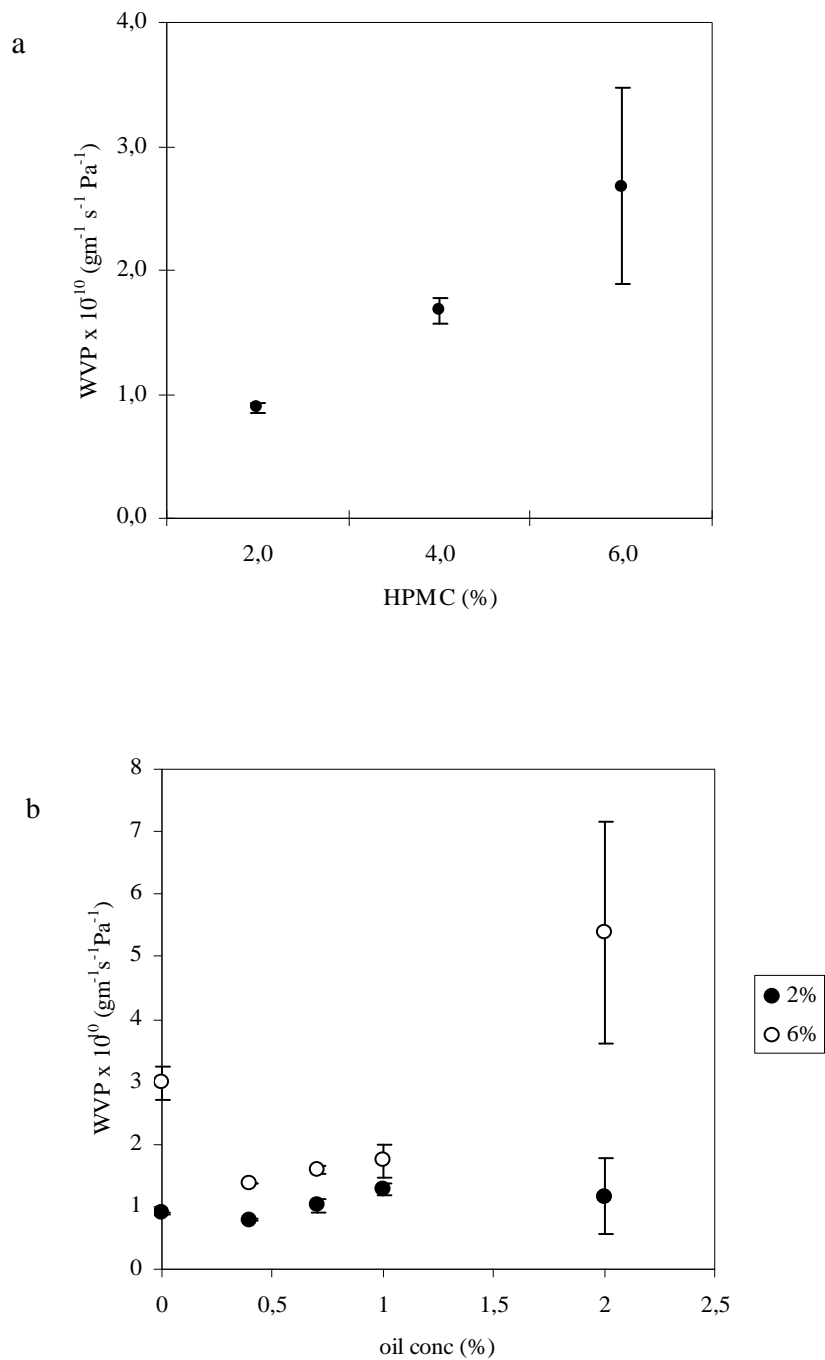 a
4,0
3,0
2,0
1,0
0,0
WVP x 10⁻¹⁰ (gm⁻¹ s⁻¹ Pa⁻¹)
2,0 4,0 6,0
HPMC (%)
b
8
7
6
5
4
3
2
1
0
WVP x 10¹⁰ (gm⁻¹s⁻¹Pa⁻¹)
2%
6%
0 0,5 1 1,5 2 2,5
oil conc (%)